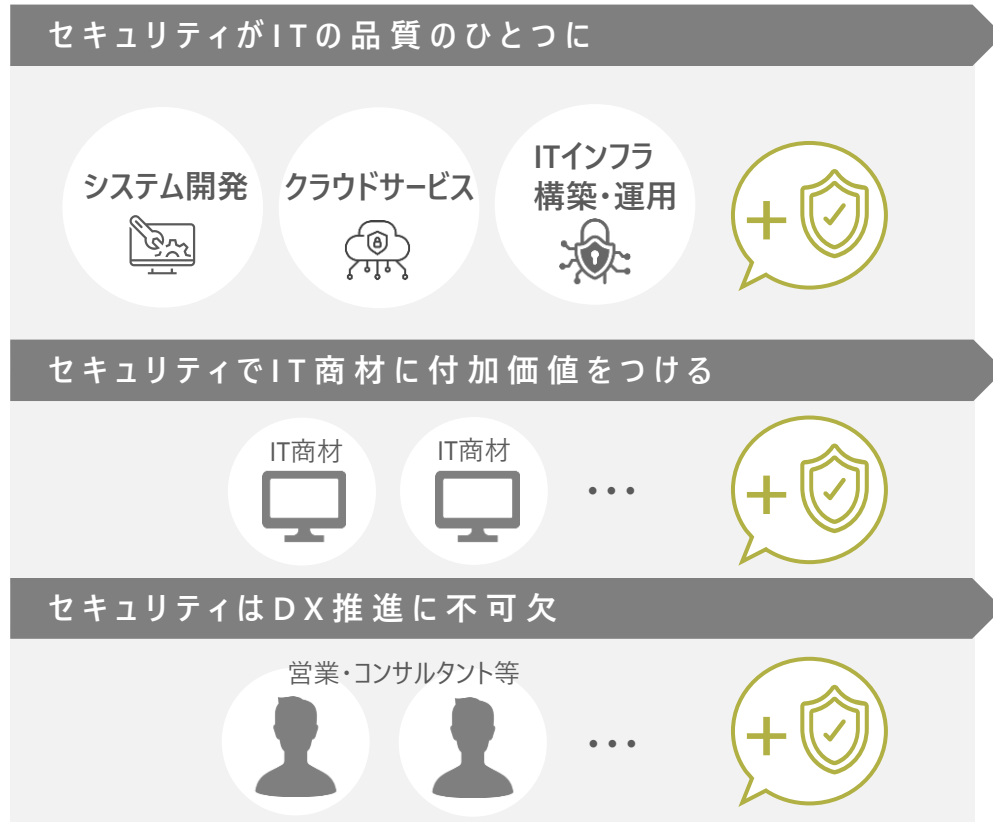 セキュリティがITの品質のひとつに
システム開発
クラウドサービス
ITインフラ
構築・運用
+
セキュリティでIT商材に付加価値をつける
IT商材
IT商材
・・・
+
セキュリティはDX推進に不可欠
営業・コンサルタント等
・・・
+